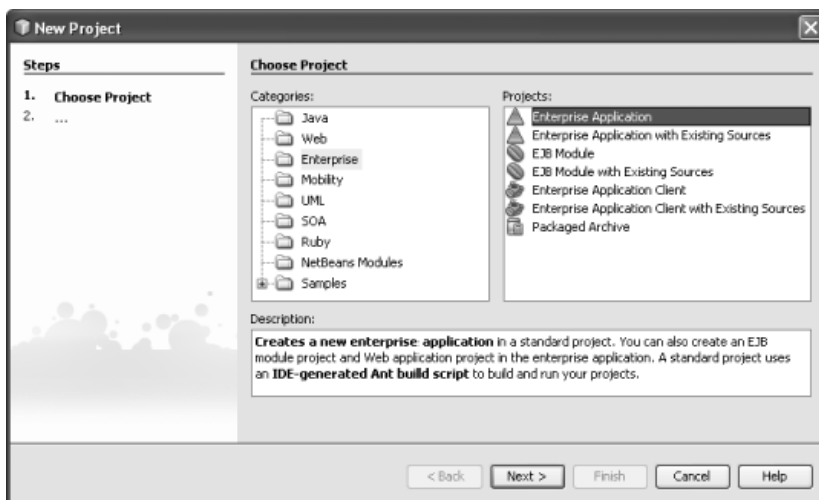 New Project
Steps
1. Choose Project
2. ...
Choose Project
Categories:
Java
Web
Enterprise
Mobility
UML
SOA
Ruby
NetBeans Modules
Samples
Projects:
Enterprise Application
Enterprise Application with Existing Sources
EJB Module
EJB Module with Existing Sources
Enterprise Application Client
Enterprise Application Client with Existing Sources
Packaged Archive
Description:
Creates a new enterprise application in a standard project. You can also create an EJB
module project and Web application project in the enterprise application. A standard project uses
an IDE-generated Ant build script to build and run your projects.
< Back
Next >
Finish
Cancel
Help